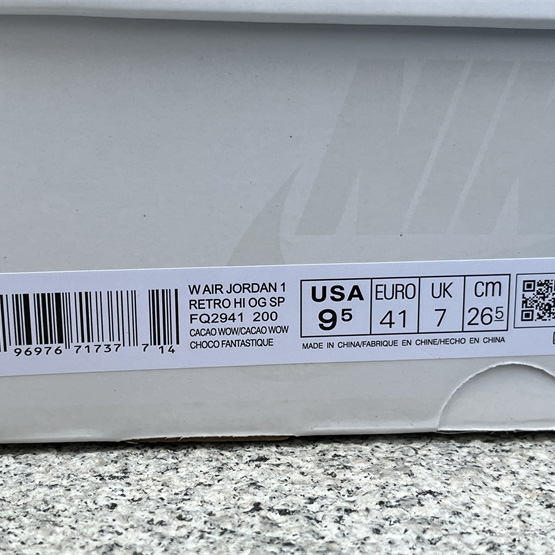 W AIR JORDAN 1
RETRO HI OG SP
FQ2941 200
CACAO WOW/CACAO WOW
CHOCO FANTASTIQUE
USA EURO UK cm
9 5 41 7 26 5
MADE IN CHINA/FABRIQUE EN CHINE/HECHO EN CHINA
96976 71737 7 14